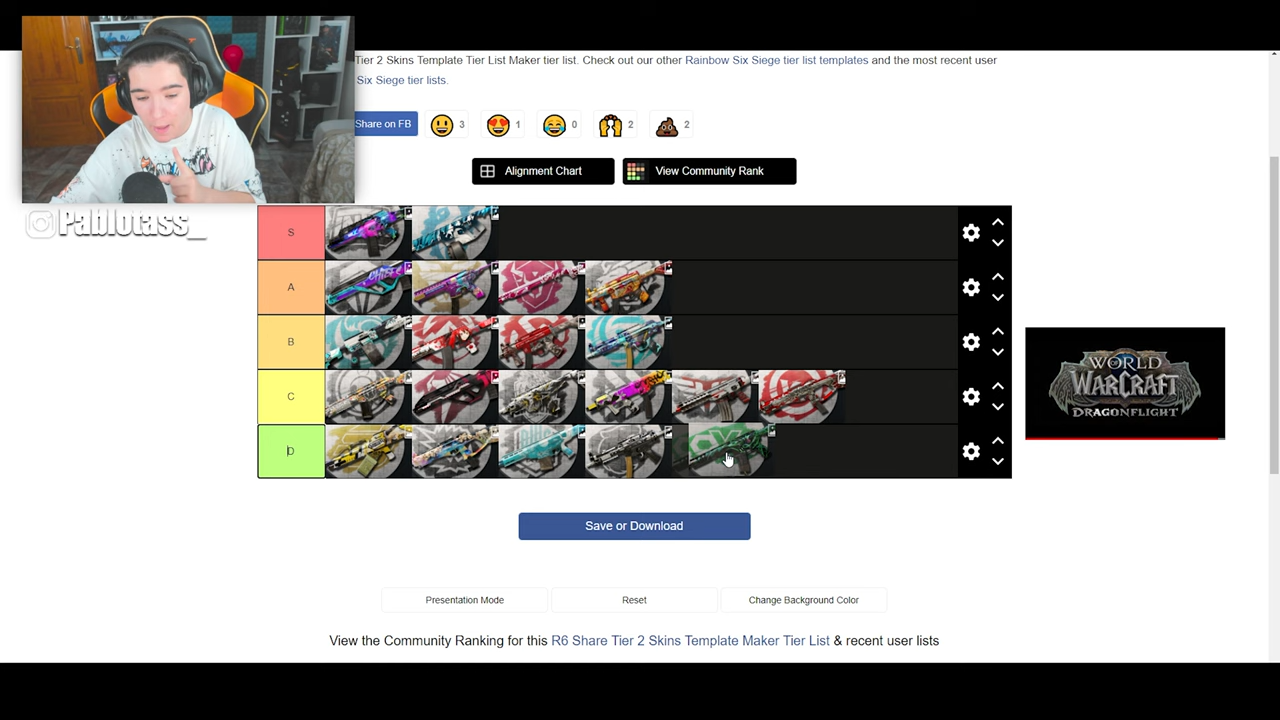 Tier 2 Skins Template Tier List Maker tier list. Check out our other Rainbow Six Siege tier list templates and the most recent user
Six Siege tier lists.
Share on FB
3
1
0
2
2
Alignment Chart
View Community Rank
Pablotass_
S
A
B
C
D
WORLD
OF
WARCRAFT
DRAGONFLIGHT
Save or Download
Presentation Mode
Reset
Change Background Color
View the Community Ranking for this R6 Share Tier 2 Skins Template Maker Tier List & recent user lists